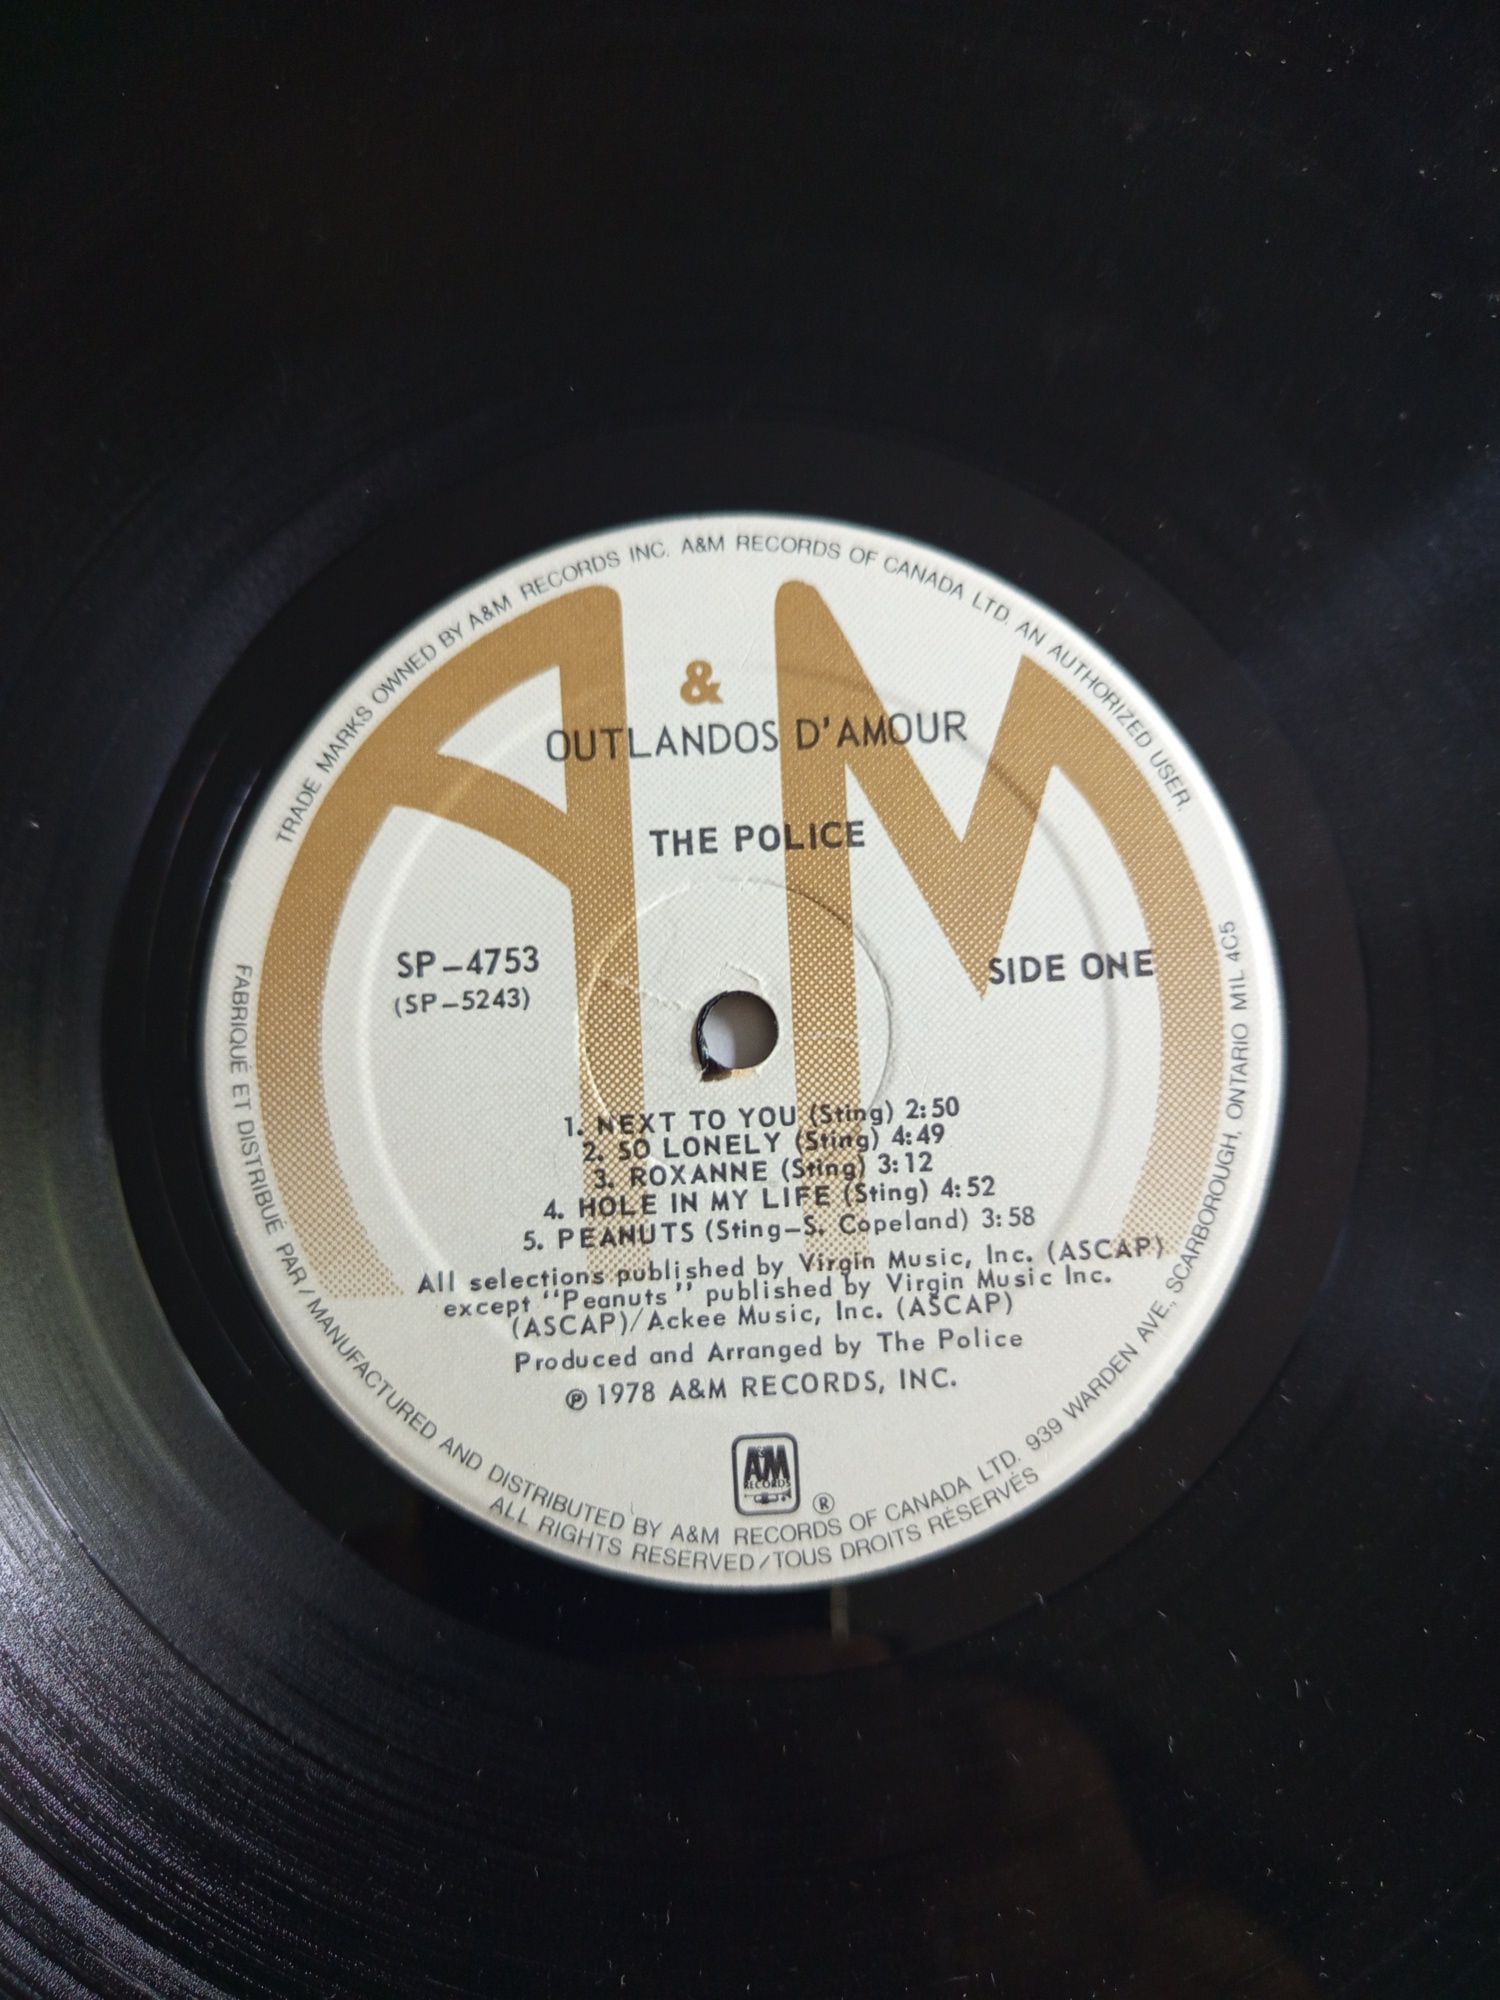 TRADE MARKS OWNED BY A&M RECORDS INC. A&M RECORDS OF CANADA LTD. AN AUTHORIZED USER.
A & M
OUTLANDOS D'AMOUR
THE POLICE
SP-4753
(SP-5243)
SIDE ONE
1. NEXT TO YOU (Sting) 2:50
2. SO LONELY (Sting) 4:49
3. ROXANNE (Sting) 3:12
4. HOLE IN MY LIFE (Sting) 4:52
5. PEANUTS (Sting-S. Copeland) 3:58
All selections published by Virgin Music, Inc. (ASCAP)
except "Peanuts" published by Virgin Music Inc.
(ASCAP)/Ackee Music, Inc. (ASCAP)
Produced and Arranged by The Police
℗ 1978 A&M RECORDS, INC.
A&M
RECORDS
®
FABRIQUÉ ET DISTRIBUÉ PAR / MANUFACTURED AND DISTRIBUTED BY A&M RECORDS OF CANADA LTD. 939 WARDEN AVE., SCARBOROUGH, ONTARIO M1L 4C5
ALL RIGHTS RESERVED/TOUS DROITS RÉSERVÉS